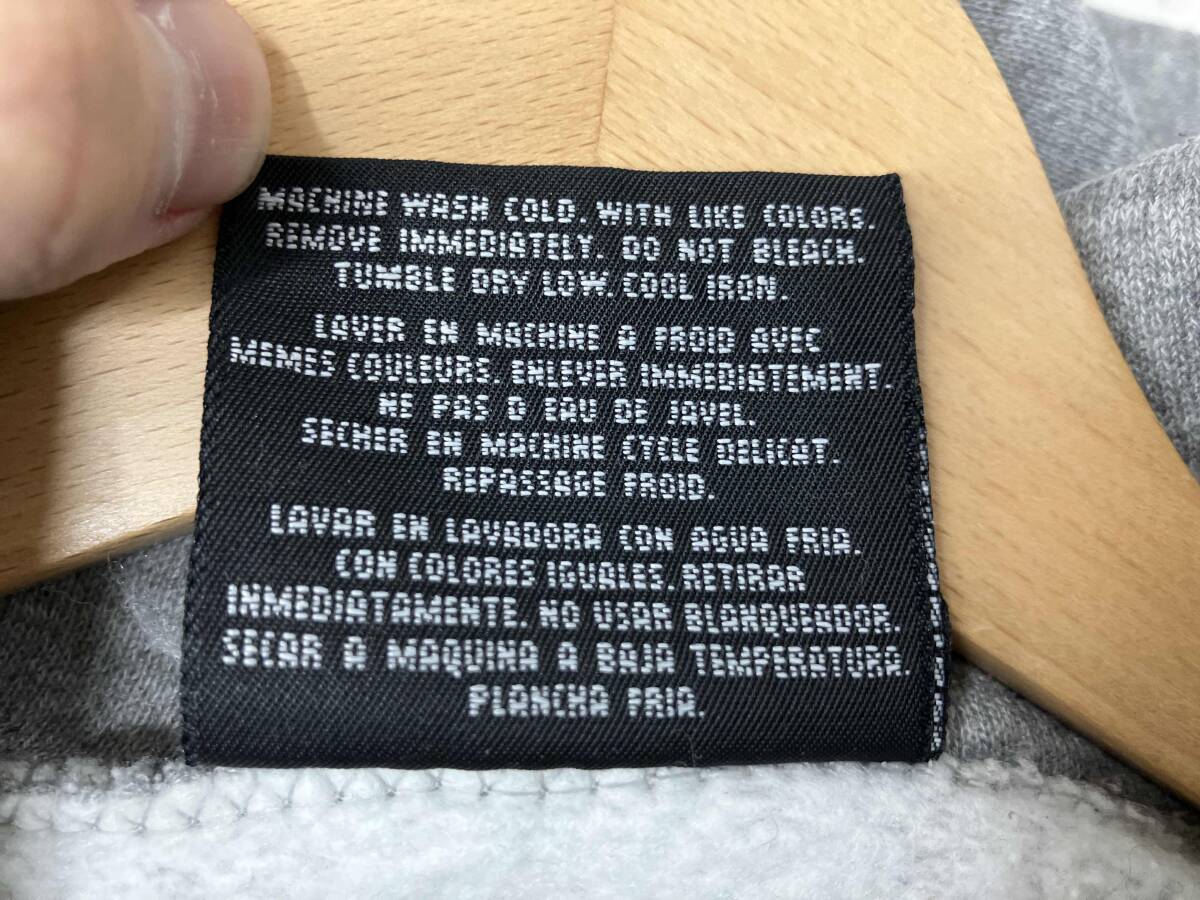 MACHINE WASH COLD. WITH LIKE COLORS.
REMOVE IMMEDIATELY. DO NOT BLEACH.
TUMBLE DRY LOW. COOL IRON.
LAVER EN MACHINE A FROID AVEC
MEMES COULEURS. ENLEVER IMMEDIATEMENT.
NE PAS D EAU DE JAVEL.
SECHER EN MACHINE CYCLE DELICAT.
REPASSAGE FROID.
LAVAR EN LAVADORA CON AGUA FRIA.
CON COLORES IGUALES. RETIRAR
INMEDIATAMENTE. NO USAR BLANQUEADOR.
SECAR A MAQUINA A BAJA TEMPERATURA.
PLANCHA FRIA.